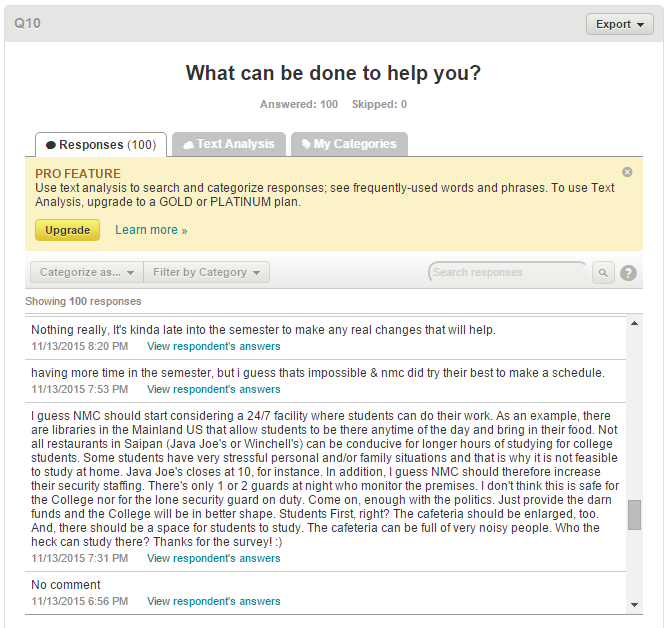 Q10
Export
What can be done to help you?
Answered: 100 Skipped: 0
Responses (100)
Text Analysis
My Categories
PRO FEATURE
Use text analysis to search and categorize responses; see frequently-used words and phrases. To use Text
Analysis, upgrade to a GOLD or PLATINUM plan.
Upgrade
Learn more »
Categorize as...
Filter by Category
Search responses
?
Showing 100 responses
Nothing really, It's kinda late into the semester to make any real changes that will help.
11/13/2015 8:20 PM View respondent's answers
having more time in the semester, but i guess thats impossible & nmc did try their best to make a schedule.
11/13/2015 7:53 PM View respondent's answers
I guess NMC should start considering a 24/7 facility where students can do their work. As an example, there
are libraries in the Mainland US that allow students to be there anytime of the day and bring in their food. Not
all restaurants in Saipan (Java Joe's or Winchell's) can be conducive for longer hours of studying for college
students. Some students have very stressful personal and/or family situations and that is why it is not feasible
to study at home. Java Joe's closes at 10, for instance. In addition, I guess NMC should therefore increase
their security staffing. There's only 1 or 2 guards at night who monitor the premises. I don't think this is safe for
the College nor for the lone security guard on duty. Come on, enough with the politics. Just provide the darn
funds and the College will be in better shape. Students First, right? The cafeteria should be enlarged, too.
And, there should be a space for students to study. The cafeteria can be full of very noisy people. Who the
heck can study there? Thanks for the survey! :)
11/13/2015 7:31 PM View respondent's answers
No comment
11/13/2015 6:56 PM View respondent's answers